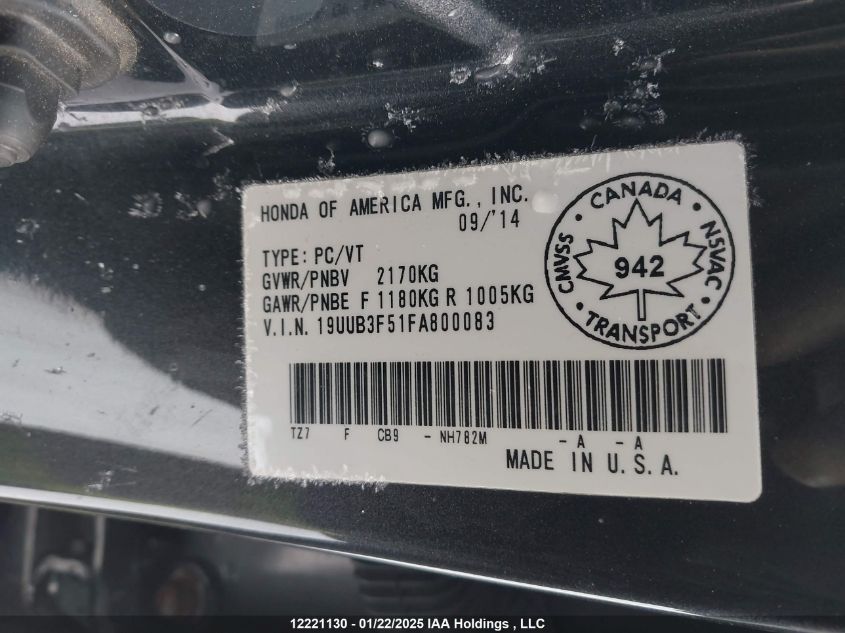 HONDA OF AMERICA MFG., INC.
09/'14
TYPE: PC/VT
GVWR/PNBV 2170KG
GAWR/PNBE F 1180KG R 1005KG
V.I.N. 19UUB3F51FA800083
CANADA
CMVSS
942
NSVAC
TRANSPORT
TZ7 F CB9 - NH782M - A - A
MADE IN U.S.A.
12221130 - 01/22/2025 IAA Holdings , LLC